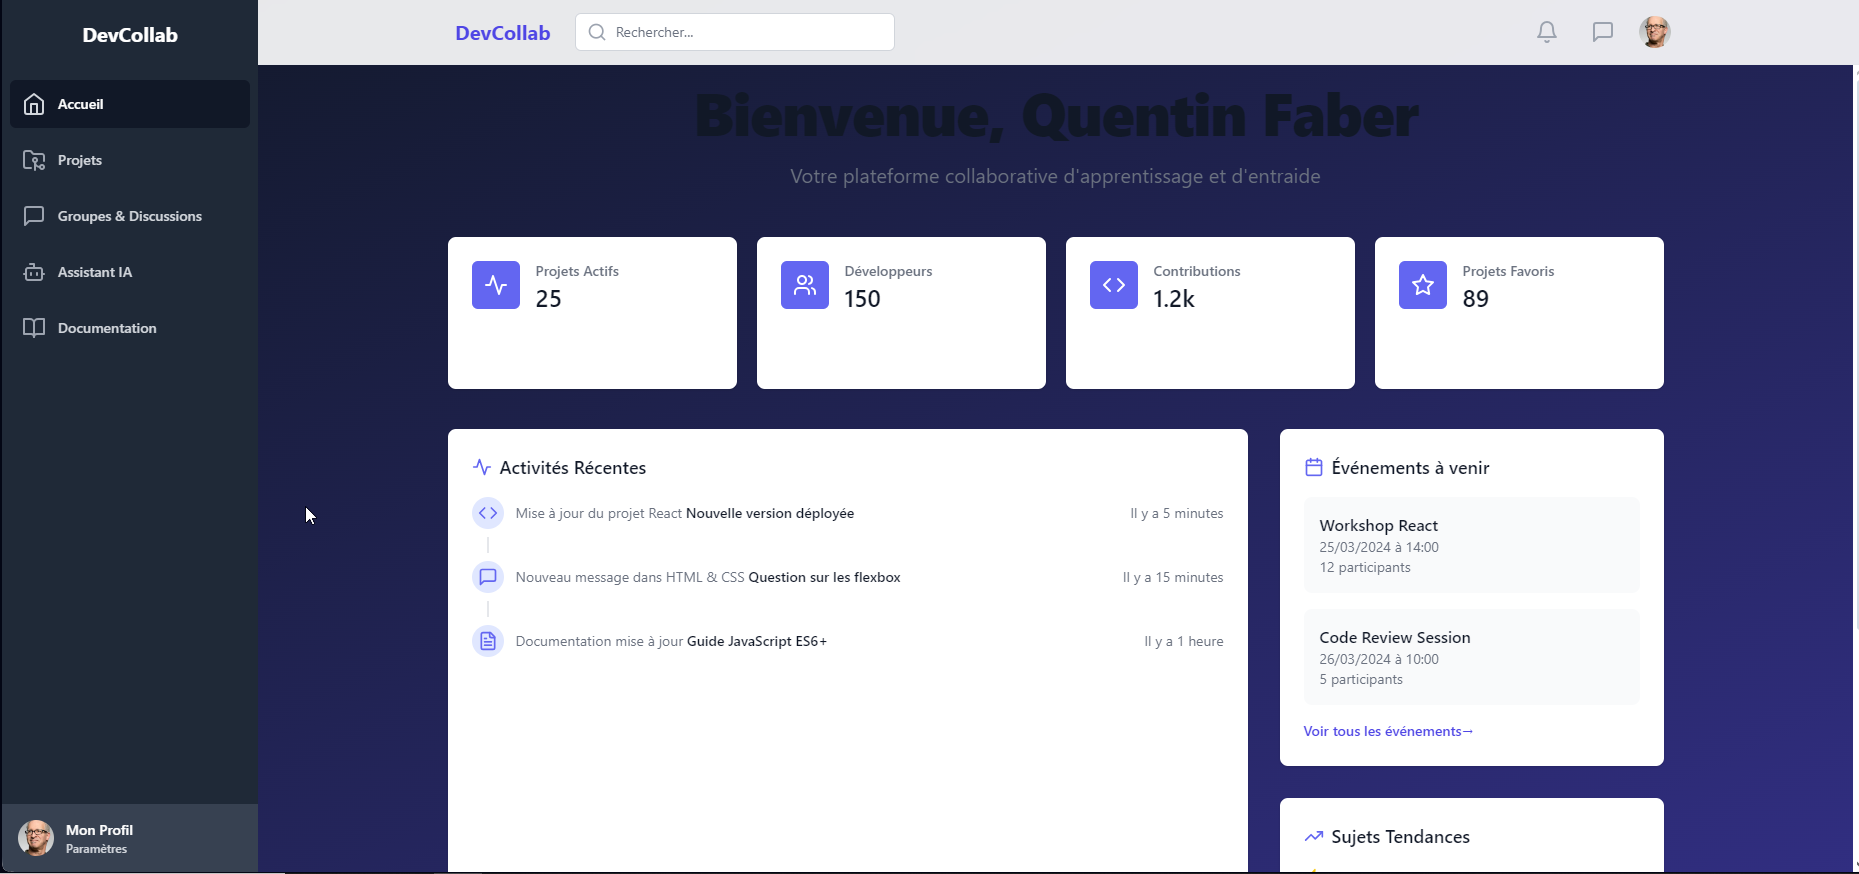 DevCollab
Accueil
Projets
Groupes & Discussions
Assistant IA
Documentation
Mon Profil
Paramètres
DevCollab
Rechercher...
Bienvenue, Quentin Faber
Votre plateforme collaborative d'apprentissage et d'entraide
Projets Actifs
25
Développeurs
150
Contributions
1.2k
Projets Favoris
89
Activités Récentes
Mise à jour du projet React Nouvelle version déployée Il y a 5 minutes
Nouveau message dans HTML & CSS Question sur les flexbox Il y a 15 minutes
Documentation mise à jour Guide JavaScript ES6+ Il y a 1 heure
Événements à venir
Workshop React
25/03/2024 à 14:00
12 participants
Code Review Session
26/03/2024 à 10:00
5 participants
Voir tous les événements→
Sujets Tendances